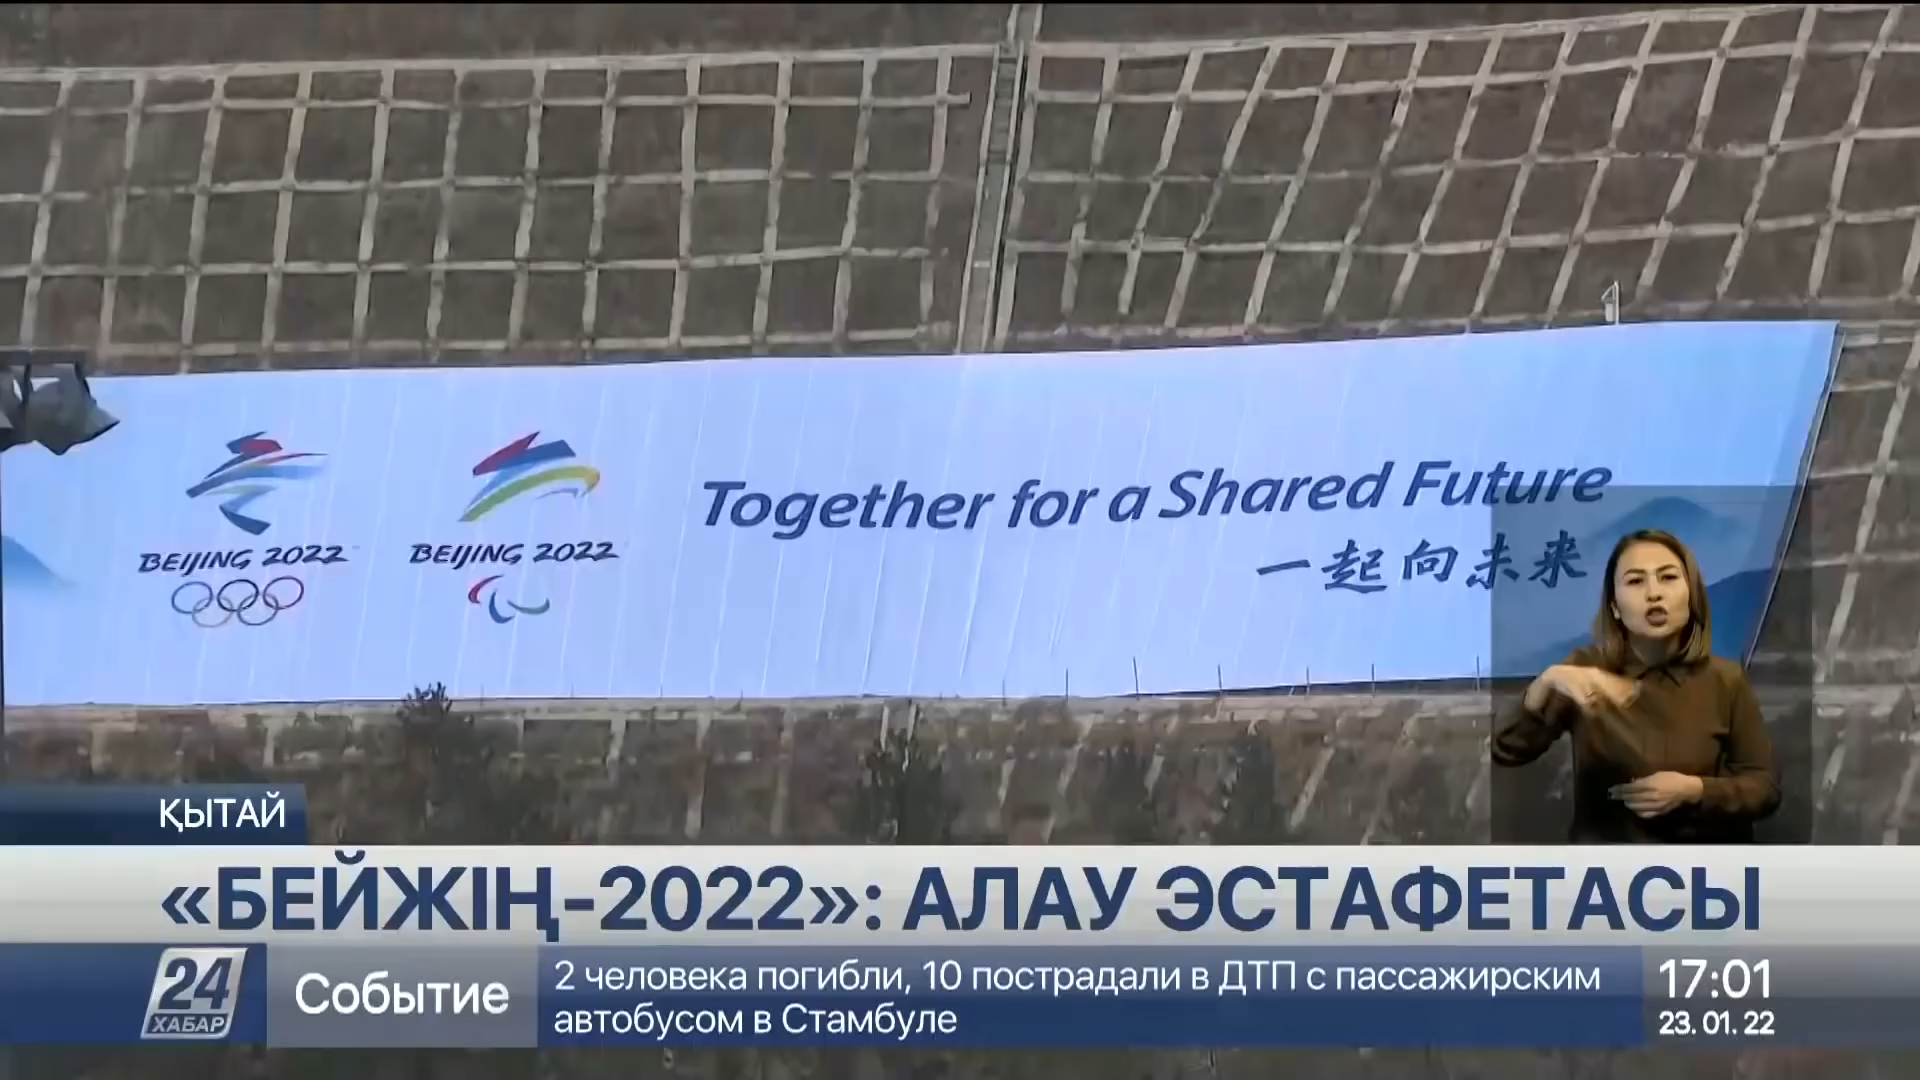 BEIJING 2022
BEIJING 2022
Together for a Shared Future
一起向未来
ҚЫТАЙ
«БЕЙЖІҢ-2022»: АЛАУ ЭСТАФЕТАСЫ
24
ХАБАР
Событие
2 человека погибли, 10 пострадали в ДТП с пассажирским
автобусом в Стамбуле
17:01
23. 01. 22